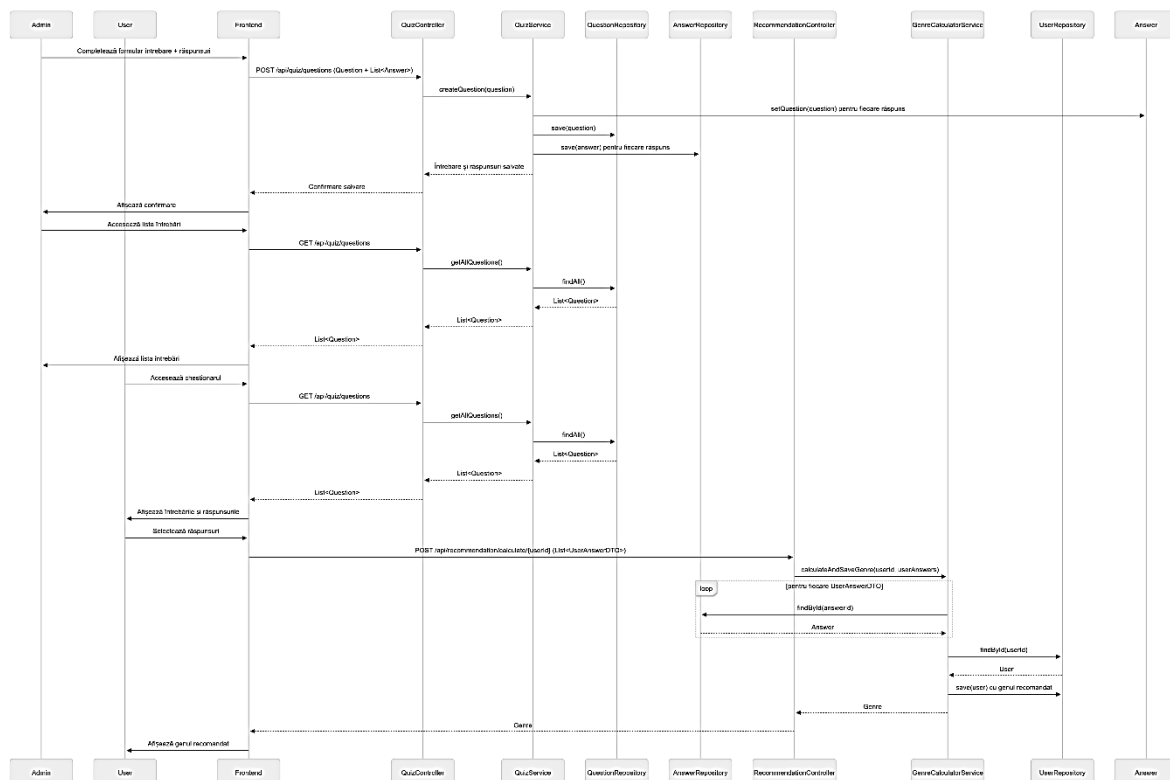 Admin User Frontend QuizController QuizService QuestionRepository AnswerRepository RecommendationController GenreCalculatorService UserRepository Answer
Completează formular întrebare + răspunsuri
POST /api/quiz/questions (Question + List<Answer>)
createQuestion(question)
setQuestion(question) pentru fiecare răspuns
save(question)
save(answer) pentru fiecare răspuns
Întrebare și răspunsuri salvate
Confirmare salvare
Afișează confirmare
Accesează lista întrebări
GET /api/quiz/questions
getAllQuestions()
findAll()
List<Question>
List<Question>
List<Question>
Afișează lista întrebări
Accesează chestionarul
GET /api/quiz/questions
getAllQuestions()
findAll()
List<Question>
List<Question>
List<Question>
Afișează întrebările și răspunsurile
Selectează răspunsuri
POST /api/recommendation/calculate/{userId} (List<UserAnswerDTO>)
calculateAndSaveGenre(userId, userAnswers)
loop [pentru fiecare UserAnswerDTO]
findById(answerId)
Answer
findById(userId)
User
save(user) cu genul recomandat
Genre
Genre
Afișează genul recomandat
Admin User Frontend QuizController QuizService QuestionRepository AnswerRepository RecommendationController GenreCalculatorService UserRepository Answer